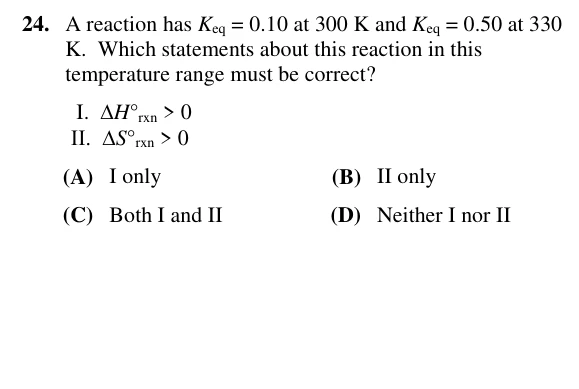 24. A reaction has Keq = 0.10 at 300 K and Keq = 0.50 at 330
K. Which statements about this reaction in this
temperature range must be correct?
I. ΔH°rxn > 0
II. ΔS°rxn > 0
(A) I only (B) II only
(C) Both I and II (D) Neither I nor II